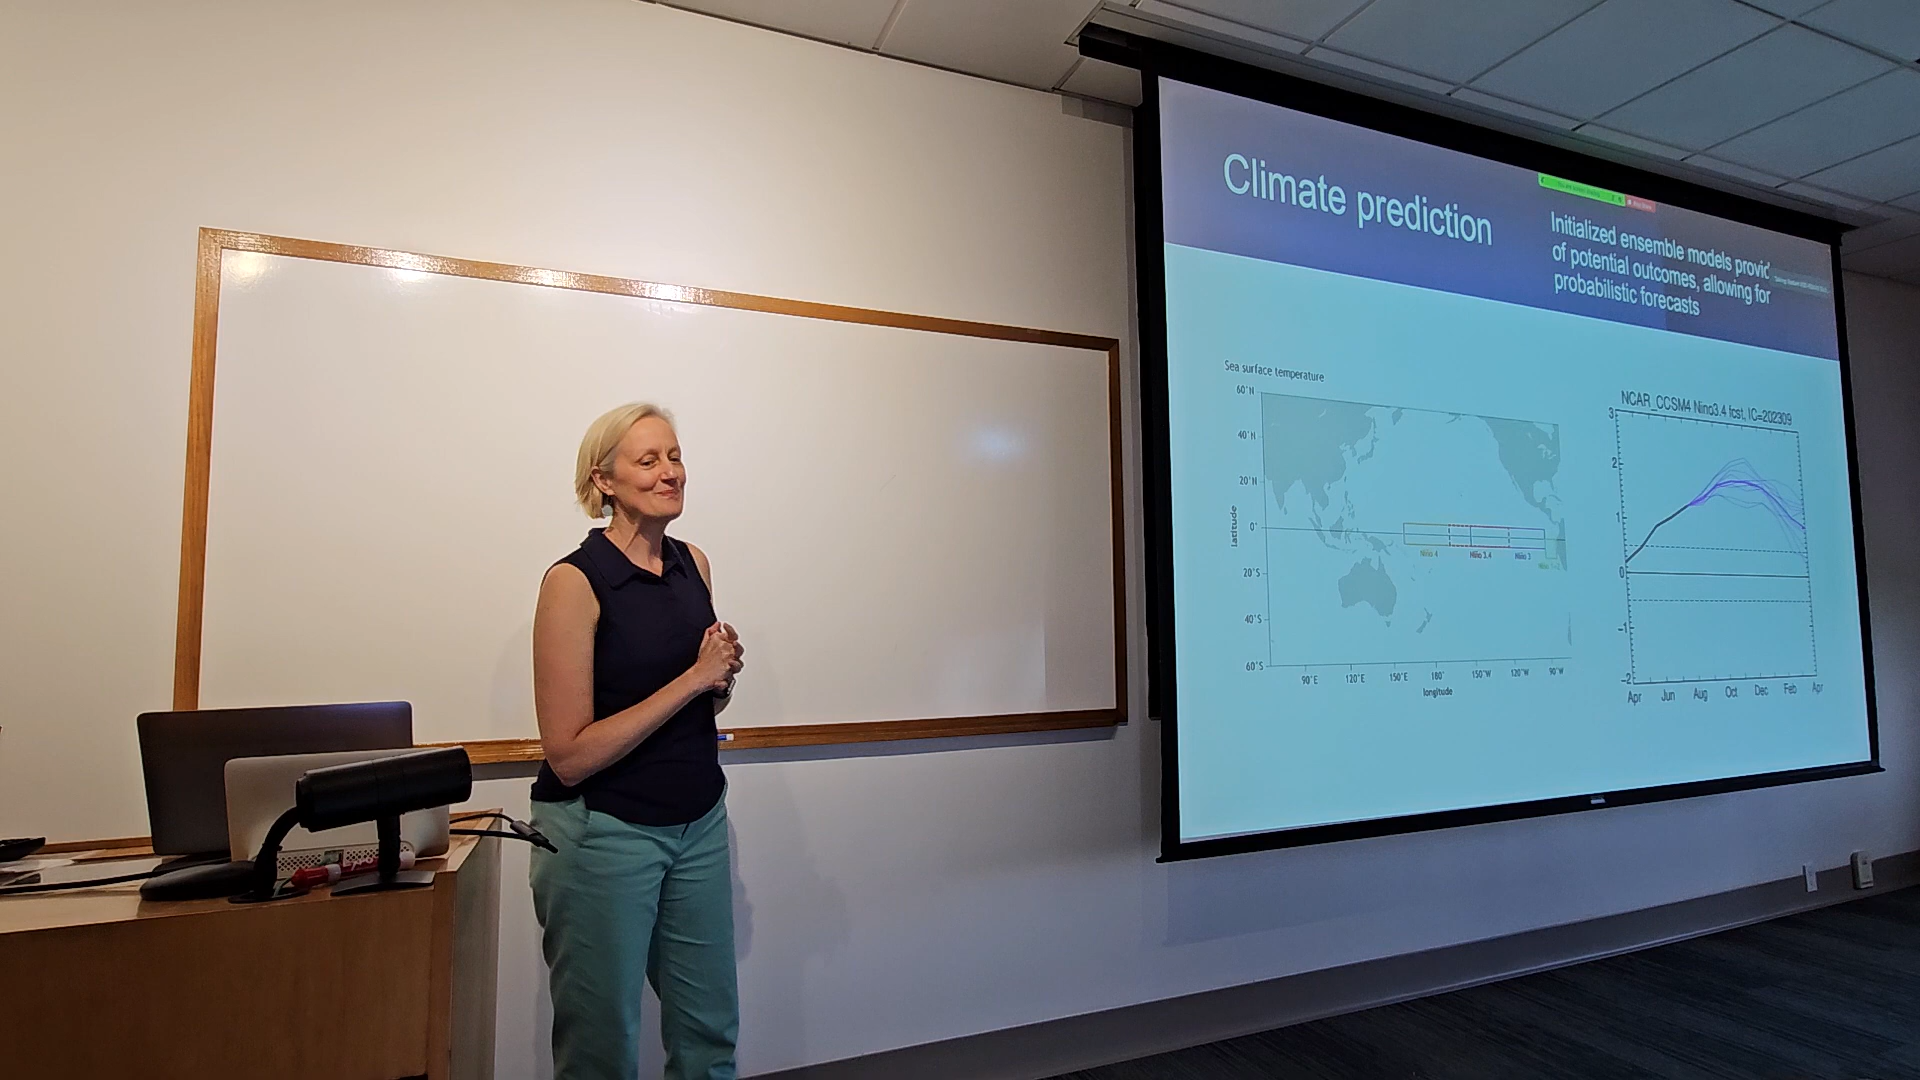 Climate prediction
Initialized ensemble models provid
of potential outcomes, allowing for
probabilistic forecasts
Sea surface temperature
60°N
40°N
20°N
0°
20°S
40°S
60°S
latitude
90°E 120°E 150°E 180° 150°W 120°W 90°W
longitude
Niño 4
Niño 3.4
Niño 3
NCAR_CCSM4 Nino3.4 fcst, IC=202309
3
2
1
0
-1
-2
Apr Jun Aug Oct Dec Feb Apr